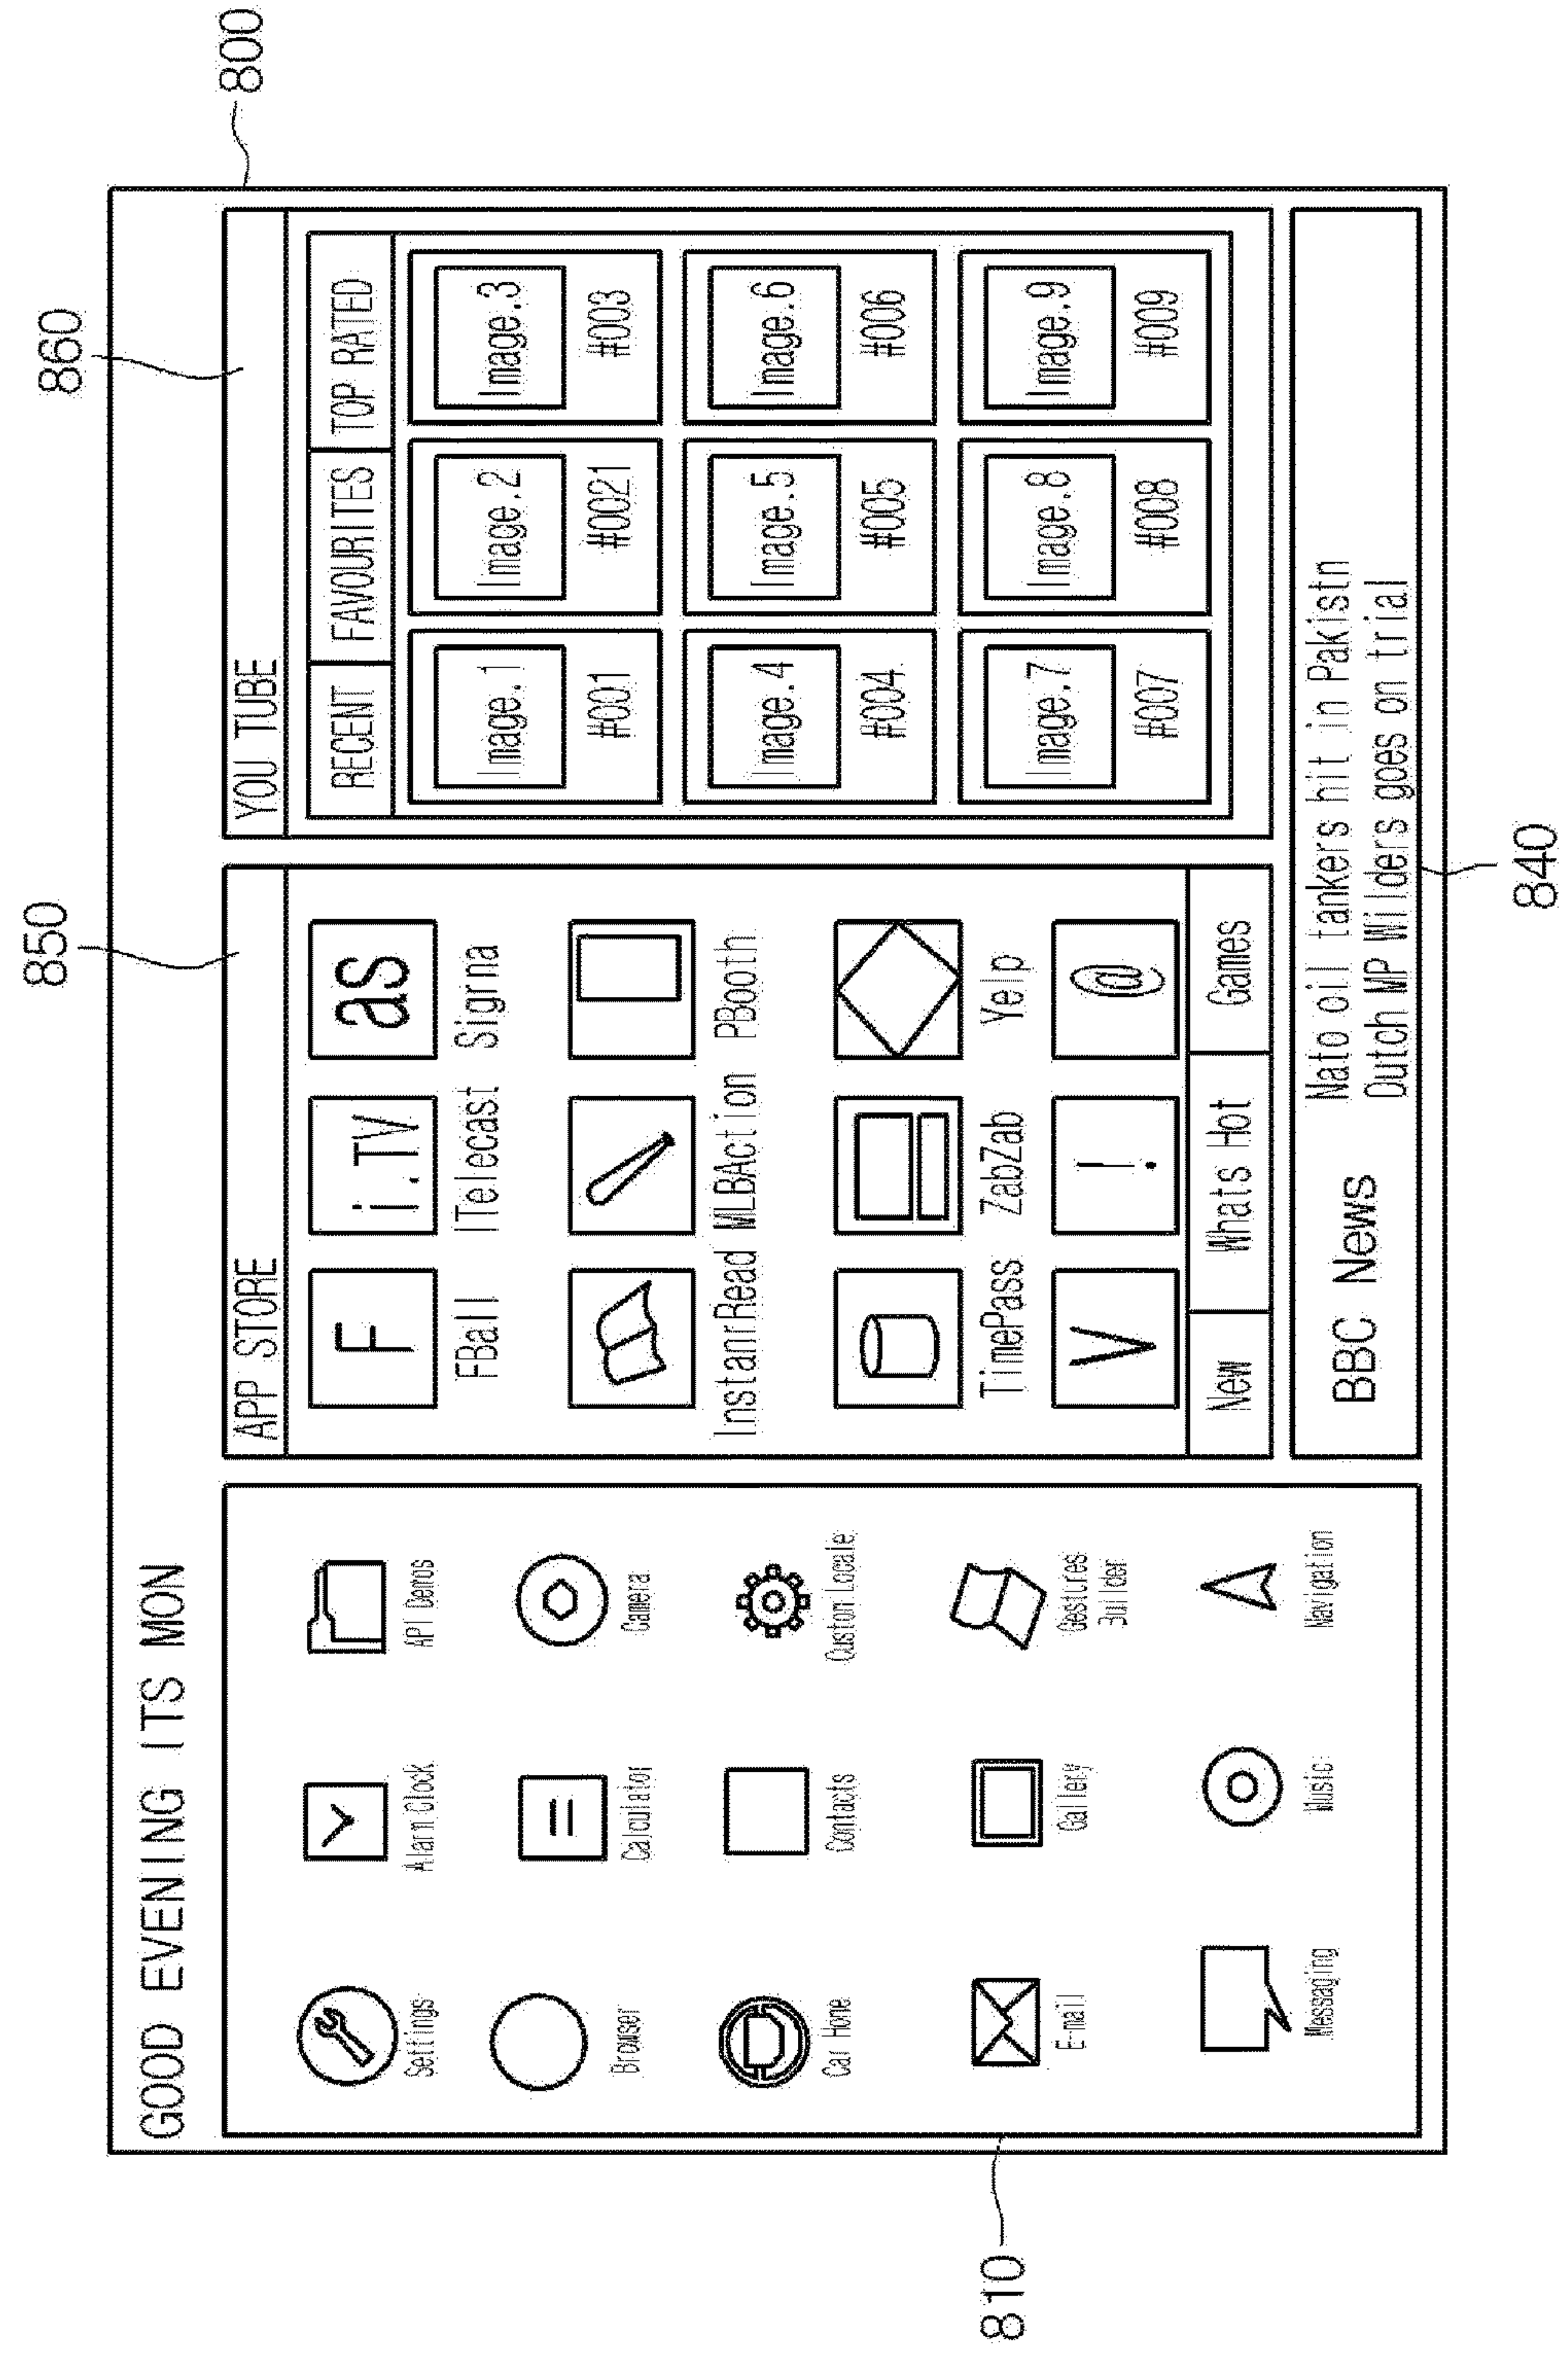 800
GOOD EVENING ITS MON
810
Settings
Alarm Clock
API Demos
Browser
Calculator
Camera
Car Home
Contacts
Custom Locale
E-mail
Gallery
Gestures
Builder
Messaging
Music
Navigation
850
APP STORE
F
i.TV
as
FBall
ITelecast
Sigrna
InstanrRead
MLBAction
PBooth
TimePass
ZabZab
Yelp
V
!
@
New
Whats Hot
Games
860
YOU TUBE
RECENT
FAVOURITES
TOP RATED
Image.1
Image.2
Image.3
#001
#0021
#003
Image.4
Image.5
Image.6
#004
#005
#006
Image.7
Image.8
Image.9
#007
#008
#009
BBC News
Nato oil tankers hit in Pakistn
Dutch MP Wilders goes on trial
840